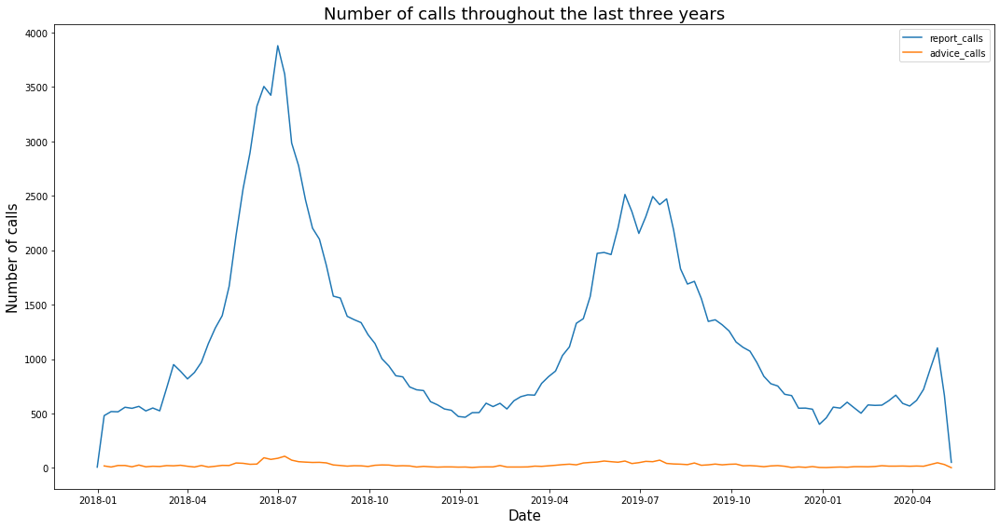 Number of calls throughout the last three years
report_calls
advice_calls
Number of calls
4000
3500
3000
2500
2000
1500
1000
500
0
2018-01 2018-04 2018-07 2018-10 2019-01 2019-04 2019-07 2019-10 2020-01 2020-04
Date